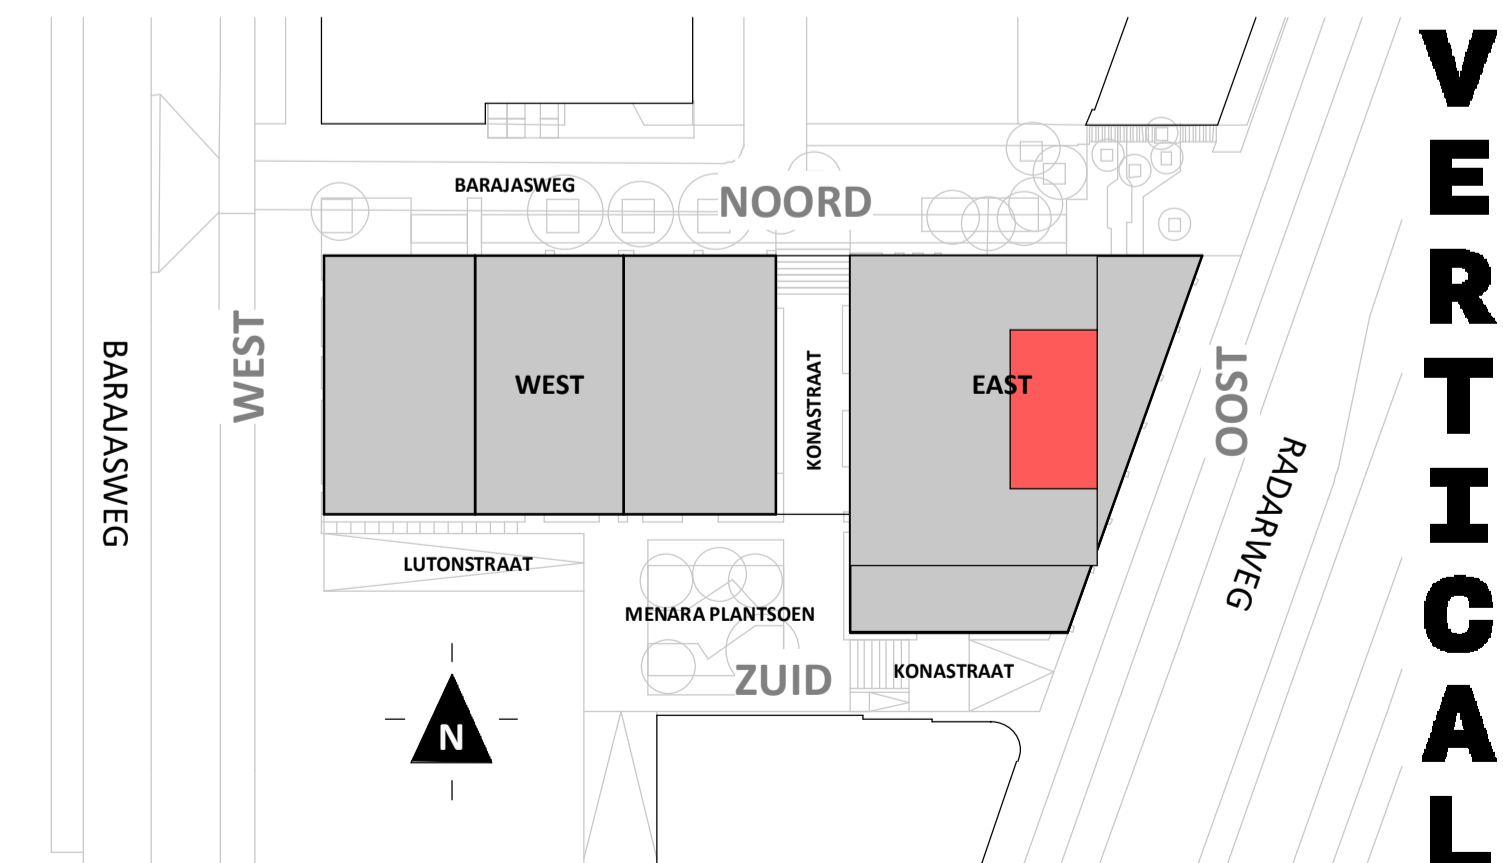 BARAJASWEG
NOORD
WEST
BARAJASWEG
WEST
KONASTRAAT
EAST
OOST
RADARWEG
LUTONSTRAAT
MENARA PLANTSOEN
ZUID
KONASTRAAT
N
VERTICAL